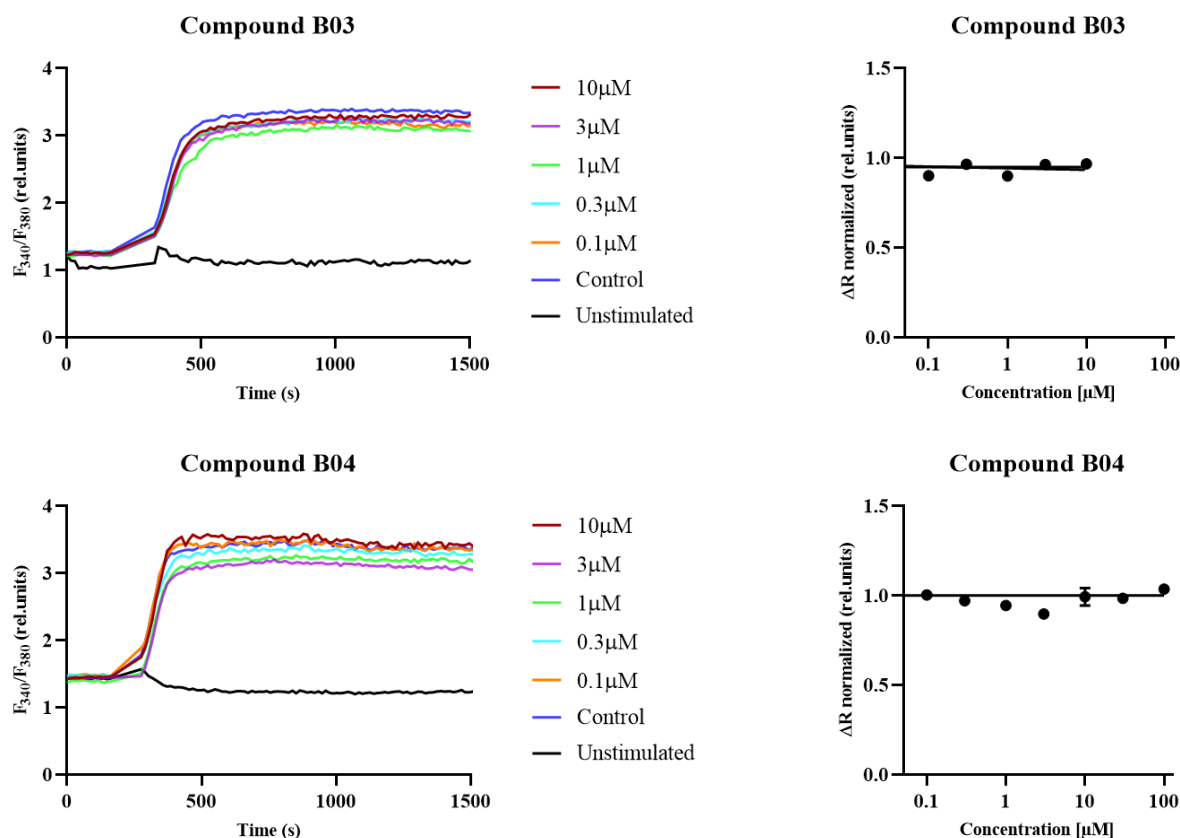 Compound B03
4
3
2
1
0
F340/F380 (rel.units)
0 500 1000 1500
Time (s)
10μM
3μM
1μM
0.3μM
0.1μM
Control
Unstimulated
Compound B03
1.5
1.0
0.5
0.0
ΔR normalized (rel.units)
0.1 1 10 100
Concentration [μM]
Compound B04
4
3
2
1
0
F340/F380 (rel.units)
0 500 1000 1500
Time (s)
10μM
3μM
1μM
0.3μM
0.1μM
Control
Unstimulated
Compound B04
1.5
1.0
0.5
0.0
ΔR normalized (rel.units)
0.1 1 10 100
Concentration [μM]